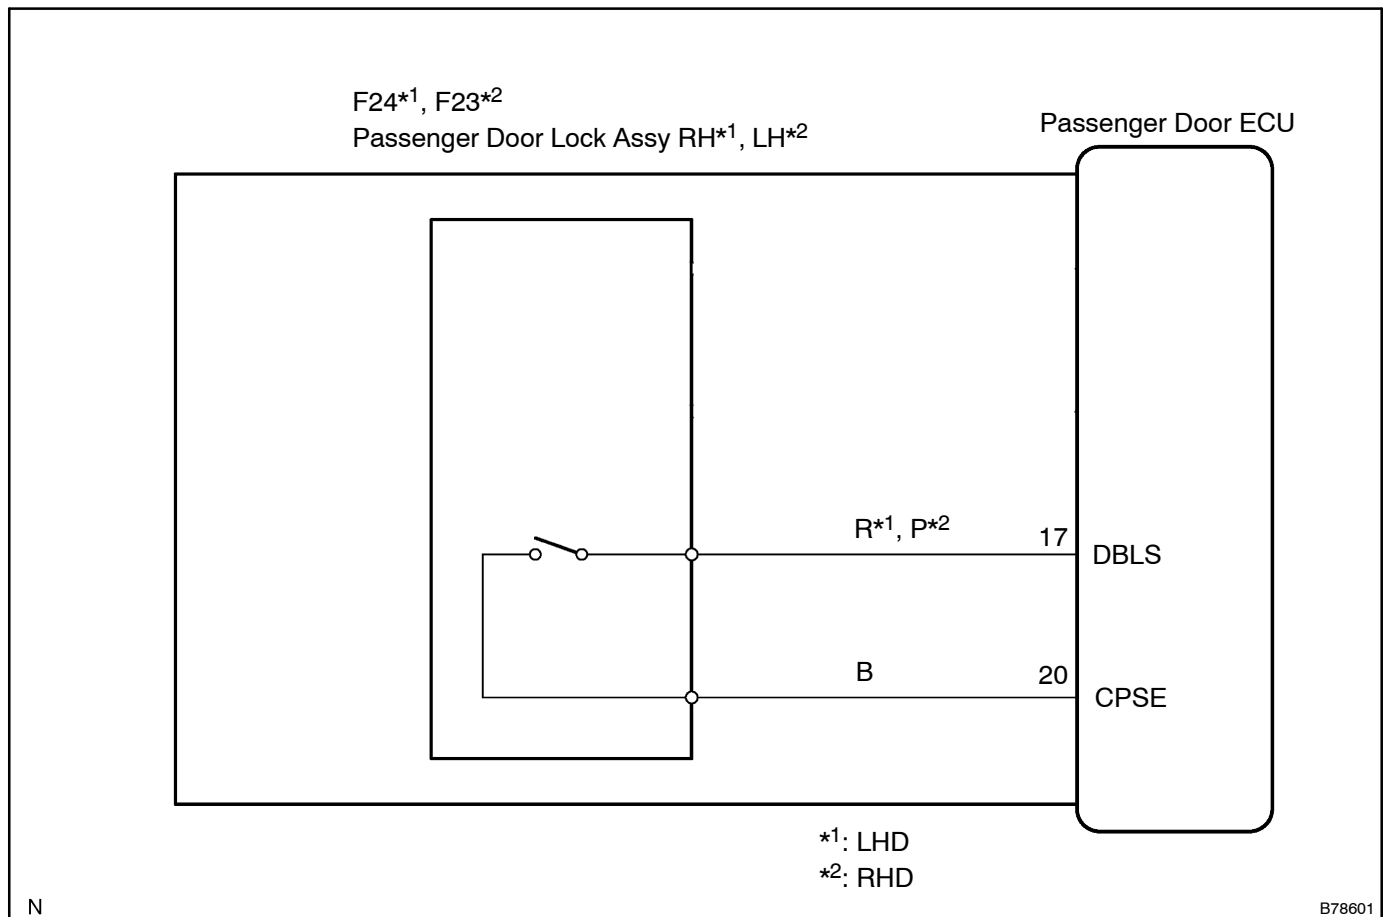 F24*1, F23*2
Passenger Door Lock Assy RH*1, LH*2
Passenger Door ECU
R*1, P*2
17
DBLS
B
20
CPSE
*1: LHD
*2: RHD
N
B78601